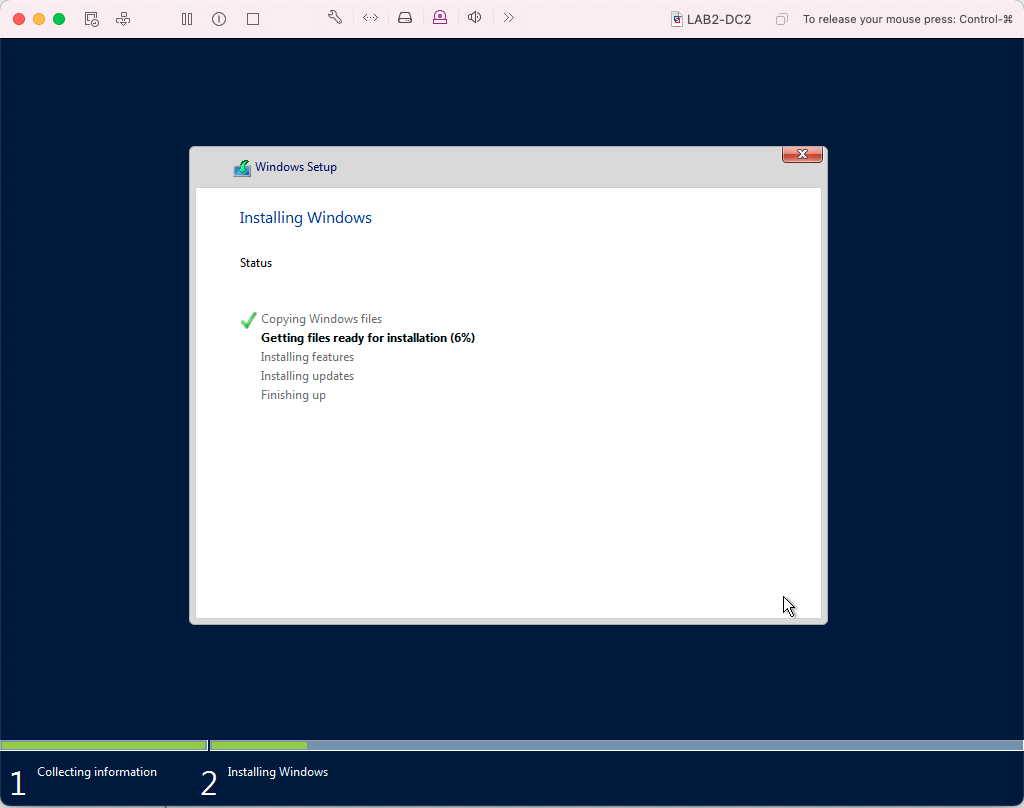 LAB2-DC2
To release your mouse press: Control-⌘
Windows Setup
Installing Windows
Status
Copying Windows files
Getting files ready for installation (6%)
Installing features
Installing updates
Finishing up
1 Collecting information
2 Installing Windows